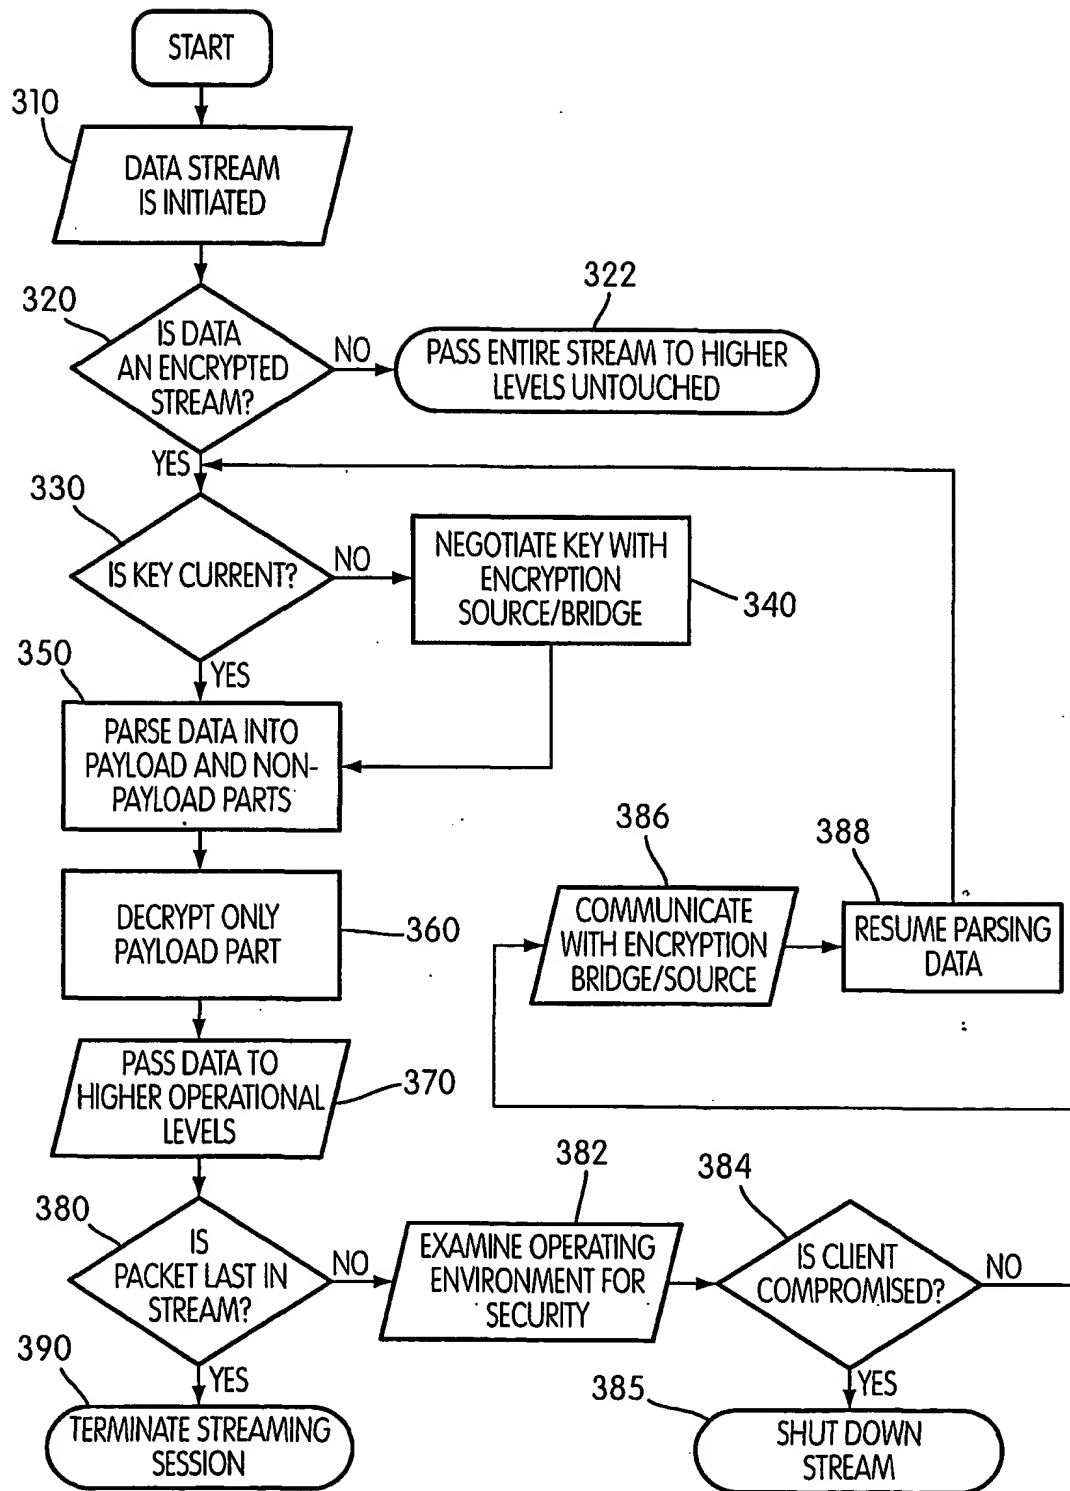 START
310
DATA STREAM
IS INITIATED
320
IS DATA
AN ENCRYPTED
STREAM?
NO
322
PASS ENTIRE STREAM TO HIGHER
LEVELS UNTOUCHED
YES
330
IS KEY CURRENT?
NO
NEGOTIATE KEY WITH
ENCRYPTION
SOURCE/BRIDGE
340
350
YES
PARSE DATA INTO
PAYLOAD AND NON-
PAYLOAD PARTS
DECRYPT ONLY
PAYLOAD PART
360
386
COMMUNICATE
WITH ENCRYPTION
BRIDGE/SOURCE
388
RESUME PARSING
DATA
PASS DATA TO
HIGHER OPERATIONAL
LEVELS
370
380
IS
PACKET LAST IN
STREAM?
NO
382
EXAMINE OPERATING
ENVIRONMENT FOR
SECURITY
384
IS CLIENT
COMPROMISED?
NO
390
YES
TERMINATE STREAMING
SESSION
385
YES
SHUT DOWN
STREAM